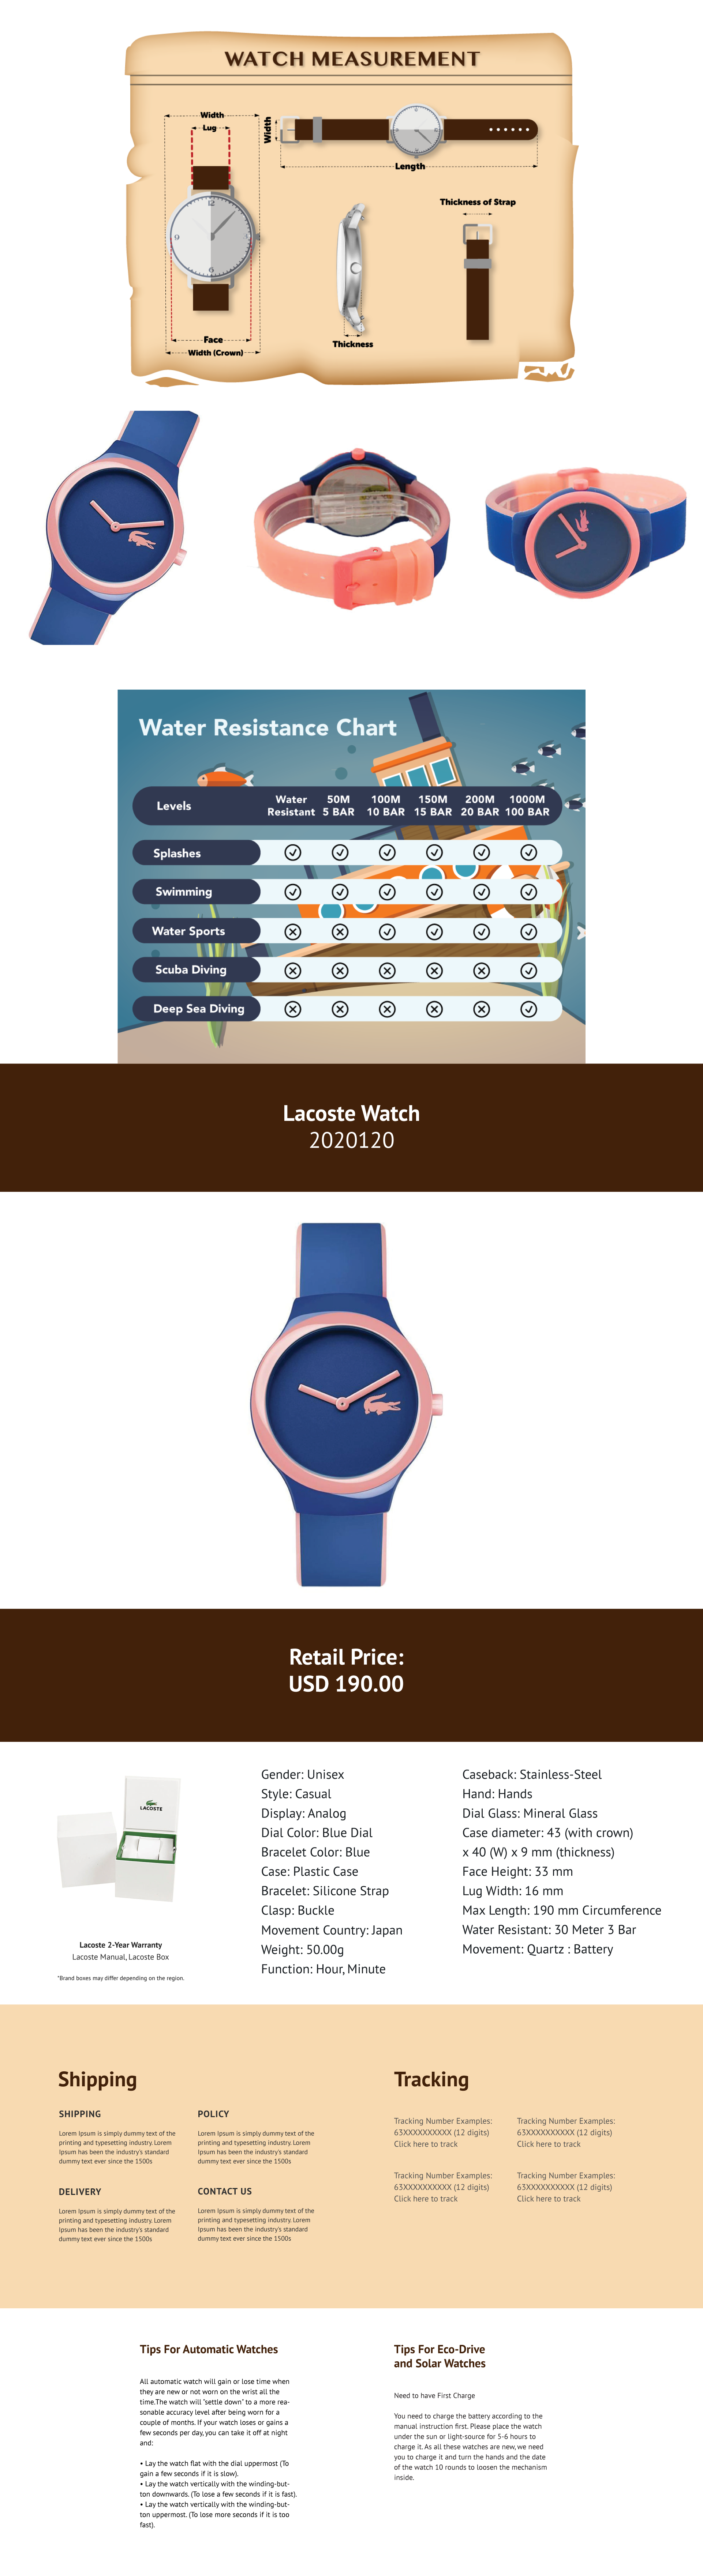 WATCH MEASUREMENT
Width
Lug
Width
Length
Thickness of Strap
12
3
6
9
Face
Width (Crown)
Thickness
Water Resistance Chart
Levels
Water Resistant
50M 5 BAR
100M 10 BAR
150M 15 BAR
200M 20 BAR
1000M 100 BAR
Splashes
Swimming
Water Sports
Scuba Diving
Deep Sea Diving
Lacoste Watch
2020120
Retail Price:
USD 190.00
LACOSTE
Lacoste 2-Year Warranty
Lacoste Manual, Lacoste Box
*Brand boxes may differ depending on the region.
Gender: Unisex
Style: Casual
Display: Analog
Dial Color: Blue Dial
Bracelet Color: Blue
Case: Plastic Case
Bracelet: Silicone Strap
Clasp: Buckle
Movement Country: Japan
Weight: 50.00g
Function: Hour, Minute
Caseback: Stainless-Steel
Hand: Hands
Dial Glass: Mineral Glass
Case diameter: 43 (with crown)
x 40 (W) x 9 mm (thickness)
Face Height: 33 mm
Lug Width: 16 mm
Max Length: 190 mm Circumference
Water Resistant: 30 Meter 3 Bar
Movement: Quartz : Battery
Shipping
SHIPPING
Lorem Ipsum is simply dummy text of the
printing and typesetting industry. Lorem
Ipsum has been the industry's standard
dummy text ever since the 1500s
POLICY
Lorem Ipsum is simply dummy text of the
printing and typesetting industry. Lorem
Ipsum has been the industry's standard
dummy text ever since the 1500s
DELIVERY
Lorem Ipsum is simply dummy text of the
printing and typesetting industry. Lorem
Ipsum has been the industry's standard
dummy text ever since the 1500s
CONTACT US
Lorem Ipsum is simply dummy text of the
printing and typesetting industry. Lorem
Ipsum has been the industry's standard
dummy text ever since the 1500s
Tracking
Tracking Number Examples:
63XXXXXXXXXX (12 digits)
Click here to track
Tracking Number Examples:
63XXXXXXXXXX (12 digits)
Click here to track
Tracking Number Examples:
63XXXXXXXXXX (12 digits)
Click here to track
Tracking Number Examples:
63XXXXXXXXXX (12 digits)
Click here to track
Tips For Automatic Watches
All automatic watch will gain or lose time when
they are new or not worn on the wrist all the
time.The watch will "settle down" to a more rea-
sonable accuracy level after being worn for a
couple of months. If your watch loses or gains a
few seconds per day, you can take it off at night
and:
• Lay the watch flat with the dial uppermost (To
gain a few seconds if it is slow).
• Lay the watch vertically with the winding-but-
ton downwards. (To lose a few seconds if it is fast).
• Lay the watch vertically with the winding-but-
ton uppermost. (To lose more seconds if it is too
fast).
Tips For Eco-Drive
and Solar Watches
Need to have First Charge
You need to charge the battery according to the
manual instruction first. Please place the watch
under the sun or light-source for 5-6 hours to
charge it. As all these watches are new, we need
you to charge it and turn the hands and the date
of the watch 10 rounds to loosen the mechanism
inside.